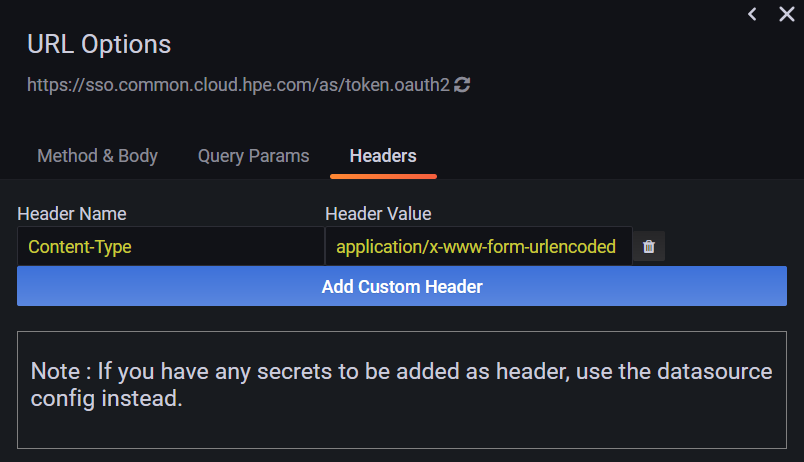 URL Options
https://sso.common.cloud.hpe.com/as/token.oauth2
Method & Body Query Params Headers
Header Name Header Value
Content-Type application/x-www-form-urlencoded
Add Custom Header
Note : If you have any secrets to be added as header, use the datasource
config instead.